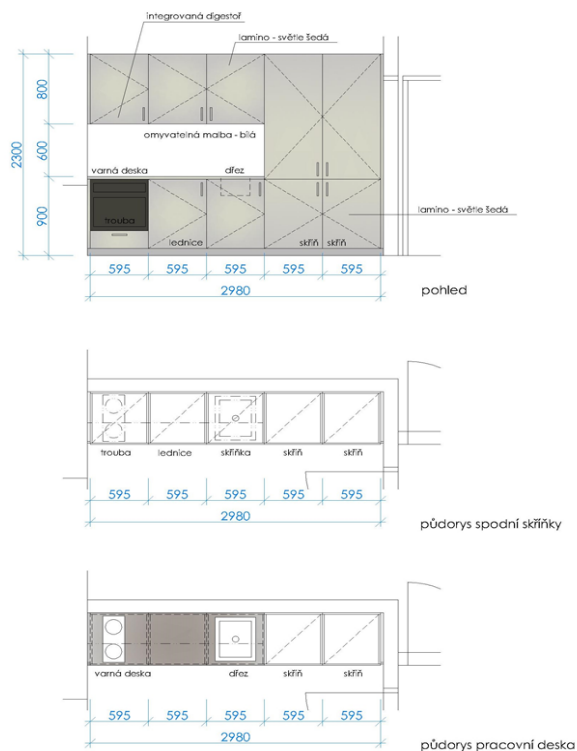 integrovaná digestoř
lamino - světle šedá
800
omyvatelná malba - bílá
2300
600
varná deska
dřez
900
trouba
lamino - světle šedá
lednice
skříň
skříň
595 595 595 595 595
2980
pohled
trouba lednice skříňka skříň skříň
595 595 595 595 595
2980
půdorys spodní skříňky
varná deska dřez skříň skříň
595 595 595 595 595
2980
půdorys pracovní deska